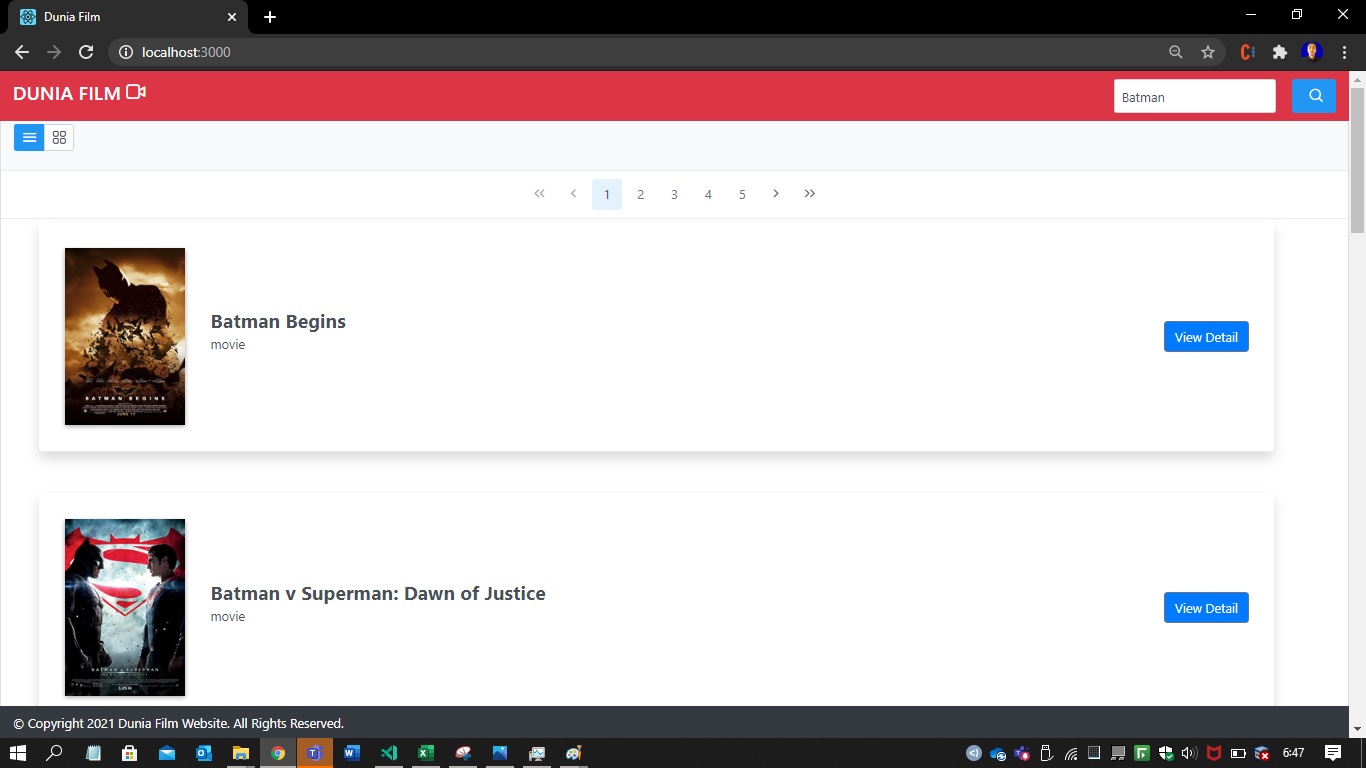 Dunia Film
localhost:3000
DUNIA FILM
Batman
1 2 3 4 5
BATMAN BEGINS
JUNE 17
Batman Begins
movie
View Detail
BATMAN v SUPERMAN
Batman v Superman: Dawn of Justice
movie
View Detail
© Copyright 2021 Dunia Film Website. All Rights Reserved.
6:47